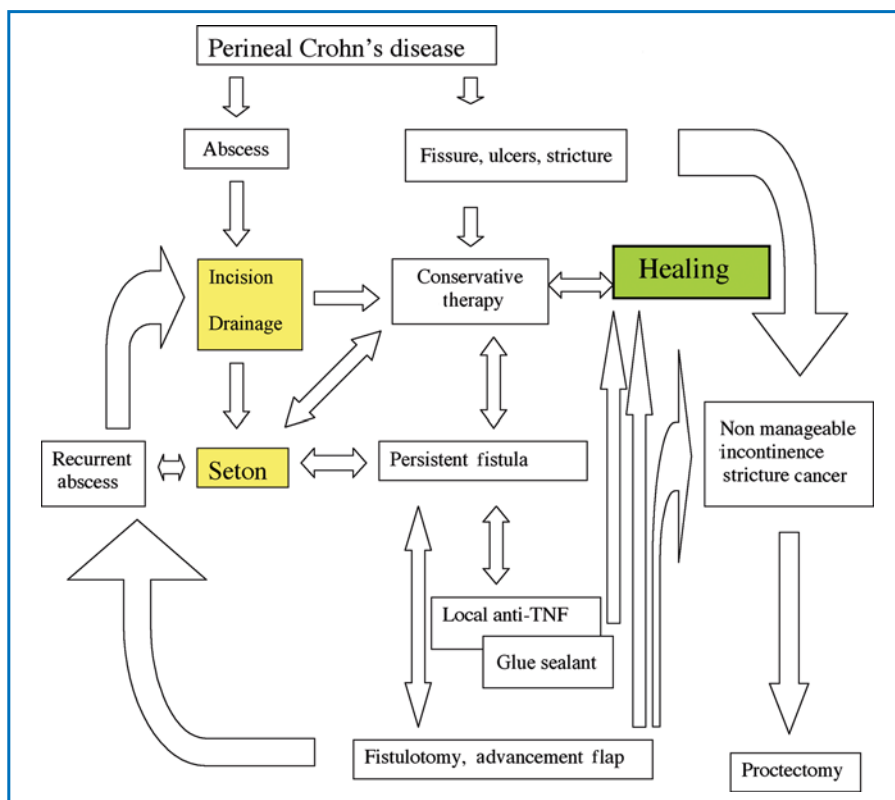 Perineal Crohn's disease
Abscess
Fissure, ulcers, stricture
Incision
Drainage
Conservative
therapy
Healing
Recurrent
abscess
Seton
Persistent fistula
Non manageable
incontinence
stricture cancer
Local anti-TNF
Glue sealant
Fistulotomy, advancement flap
Proctectomy